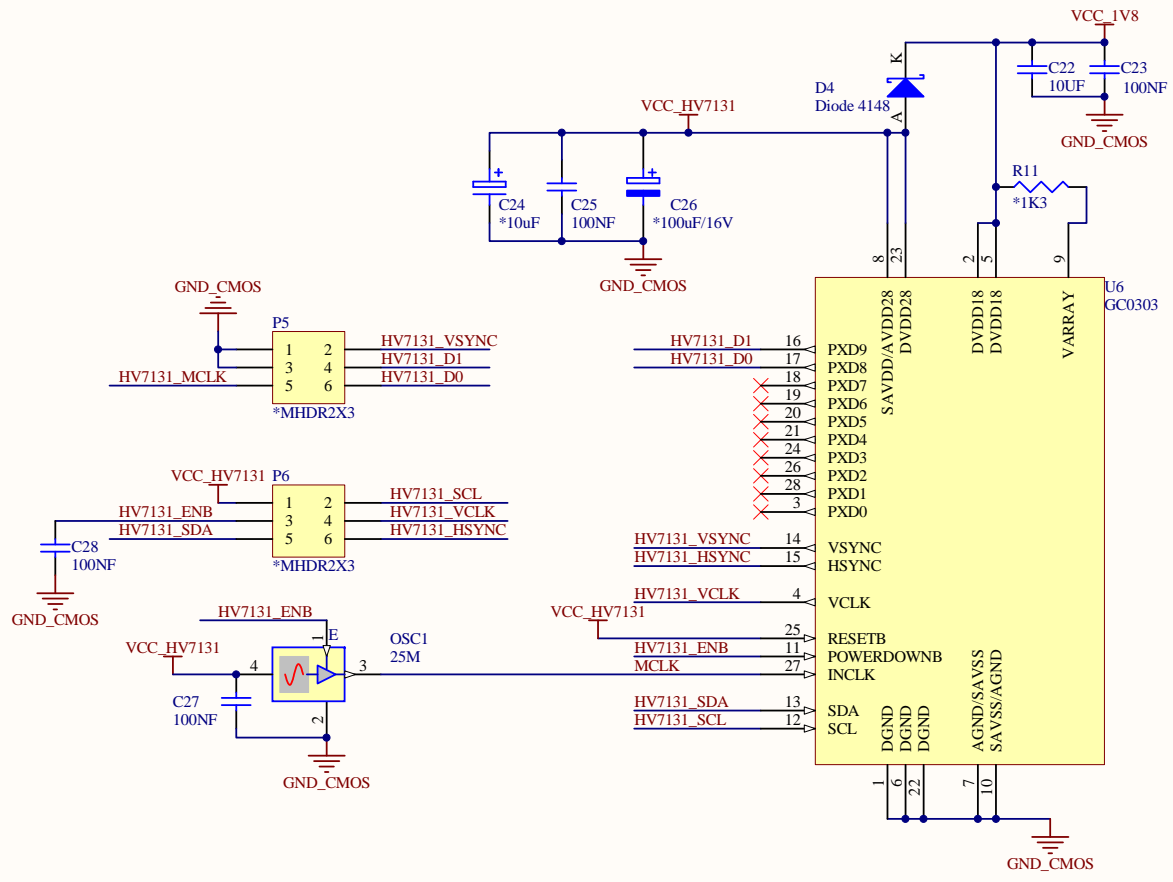 VCC_1V8
K
C22
10UF
C23
100NF
D4
Diode 4148
A
GND_CMOS
VCC_HV7131
C24
*10uF
C25
100NF
C26
*100uF/16V
GND_CMOS
R11
*1K3
8
23
2
5
9
U6
GC0303
SAVDD/AVDD28
DVDD28
DVDD18
DVDD18
VARRAY
GND_CMOS
P5
1 2 HV7131_VSYNC
3 4 HV7131_D1
HV7131_MCLK 5 6 HV7131_D0
*MHDR2X3
HV7131_D1 16 PXD9
HV7131_D0 17 PXD8
18 PXD7
19 PXD6
20 PXD5
21 PXD4
24 PXD3
26 PXD2
28 PXD1
3 PXD0
VCC_HV7131 P6
1 2 HV7131_SCL
HV7131_ENB 3 4 HV7131_VCLK
HV7131_SDA 5 6 HV7131_HSYNC
*MHDR2X3
C28
100NF
GND_CMOS
HV7131_VSYNC 14 VSYNC
HV7131_HSYNC 15 HSYNC
HV7131_VCLK 4 VCLK
VCC_HV7131
25 RESETB
HV7131_ENB 11 POWERDOWNB
MCLK 27 INCLK
HV7131_SDA 13 SDA
HV7131_SCL 12 SCL
HV7131_ENB
1 E
OSC1
25M
VCC_HV7131
4
3
C27
100NF
2
GND_CMOS
DGND
DGND
DGND
AGND/SAVSS
SAVSS/AGND
1
6
22
7
10
GND_CMOS